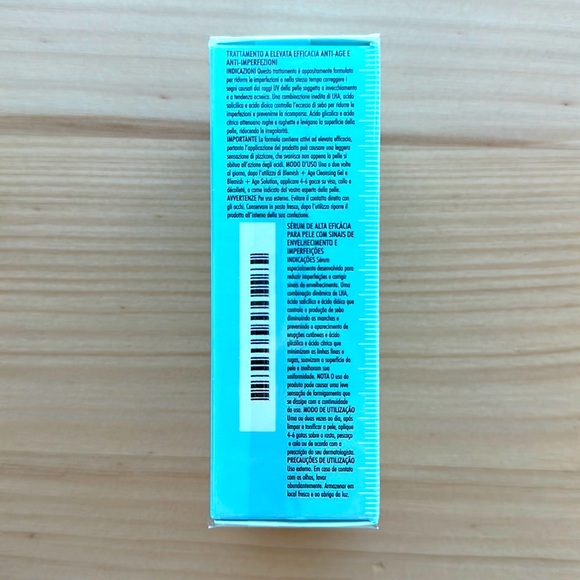 TRATTAMENTO A ELEVATA EFFICACIA ANTI-AGE E
ANTI-IMPERFEZIONI
INDICAZIONI Questo trattamento è appositamente formulato
per ridurre le imperfezioni e nello stesso tempo correggere i
segni causati dai raggi UV della pelle soggetta a invecchiamento
e a tendenza acneica. Una combinazione inedita di LHA, acido
salicilico e acido dioico controlla l'eccesso di sebo per ridurre le
imperfezioni e prevenirne la ricomparsa. Acido glicolico e acido
citrico attenuano rughe e rughette e levigano la superficie della
pelle, riducendo le irregolarità.
IMPORTANTE La formula contiene attivi ad elevata efficacia,
pertanto l'applicazione del prodotto può causare una leggera
sensazione di pizzicore, che svanisce non appena la pelle si
abitua all'azione degli acidi. MODO D'USO Una o due volte
al giorno, dopo l'utilizzo di Blemish + Age Cleansing Gel e
Blemish + Age Solution, applicare 4-6 gocce su viso, collo e
décolleté, o come indicato dal vostro esperto della pelle.
AVVERTENZE Per uso esterno. Evitare il contatto diretto con
gli occhi. Conservare in posto fresco, dopo l'utilizzo riporre il
prodotto all'interno della sua confezione.
SÉRUM DE ALTA EFICÁCIA
PARA PELE COM SINAIS DE
ENVELHECIMENTO E
IMPERFEIÇÕES
INDICAÇÕES Sérum
especialmente desenvolvido para
reduzir imperfeições e corrigir
sinais do envelhecimento. Uma
combinação dinâmica de LHA,
ácido salicílico e ácido dióico que
controla a produção de sebo
diminuindo as manchas e
prevenindo o aparecimento de
erupções cutâneas e ácido
glicólico e ácido cítrico que
minimizam as linhas finas e
rugas, suavizam a superfície da
pele e melhoram sua
uniformidade. NOTA O uso do
produto pode causar uma leve
sensação de formigamento que
se dissipa com a continuidade
do uso. MODO DE UTILIZAÇÃO
Uma ou duas vezes ao dia, após
limpar e tonificar a pele, aplique
4-6 gotas sobre o rosto, pescoço
e colo ou de acordo com a
prescrição do seu dermatologista.
PRECAUÇÕES DE UTILIZAÇÃO
Uso externo. Em caso de contato
com os olhos, lavar
abundantemente. Armazenar em
local fresco e ao abrigo da luz.